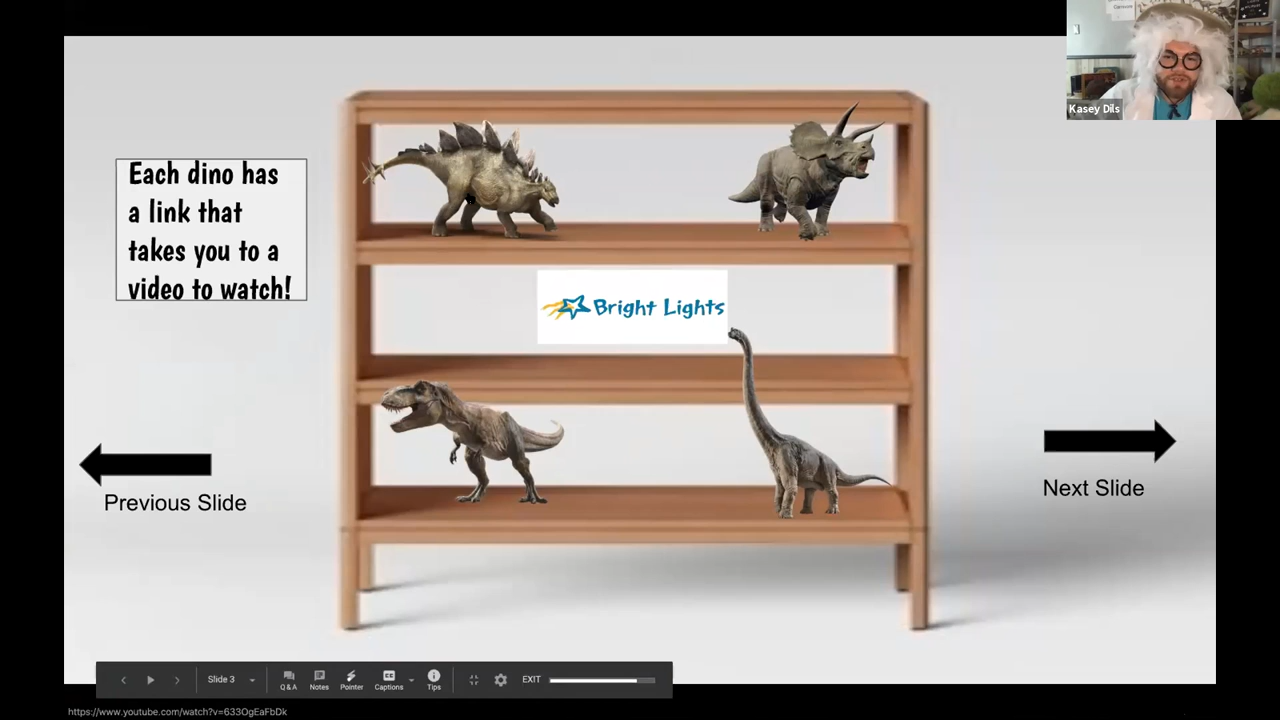 Kasey Dils
Each dino has
a link that
takes you to a
video to watch!
Bright Lights
Previous Slide
Next Slide
Slide 3
Q&A
Notes
Pointer
Captions
Tips
EXIT
https://www.youtube.com/watch?v=633OgEaFbDk